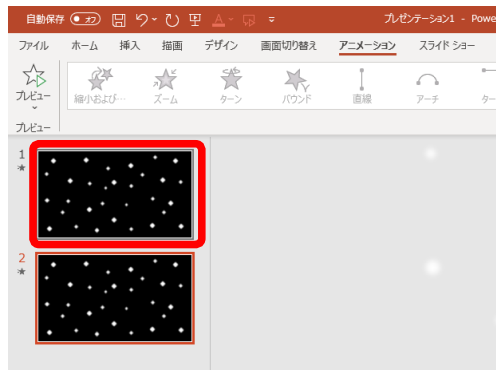 自動保存 オフ プレゼンテーション1 - Powe
ファイル ホーム 挿入 描画 デザイン 画面切り替え アニメーション スライド ショー
プレビュー 縮小および… ズーム ターン バウンド 直線 アーチ ター
プレビュー
1
2